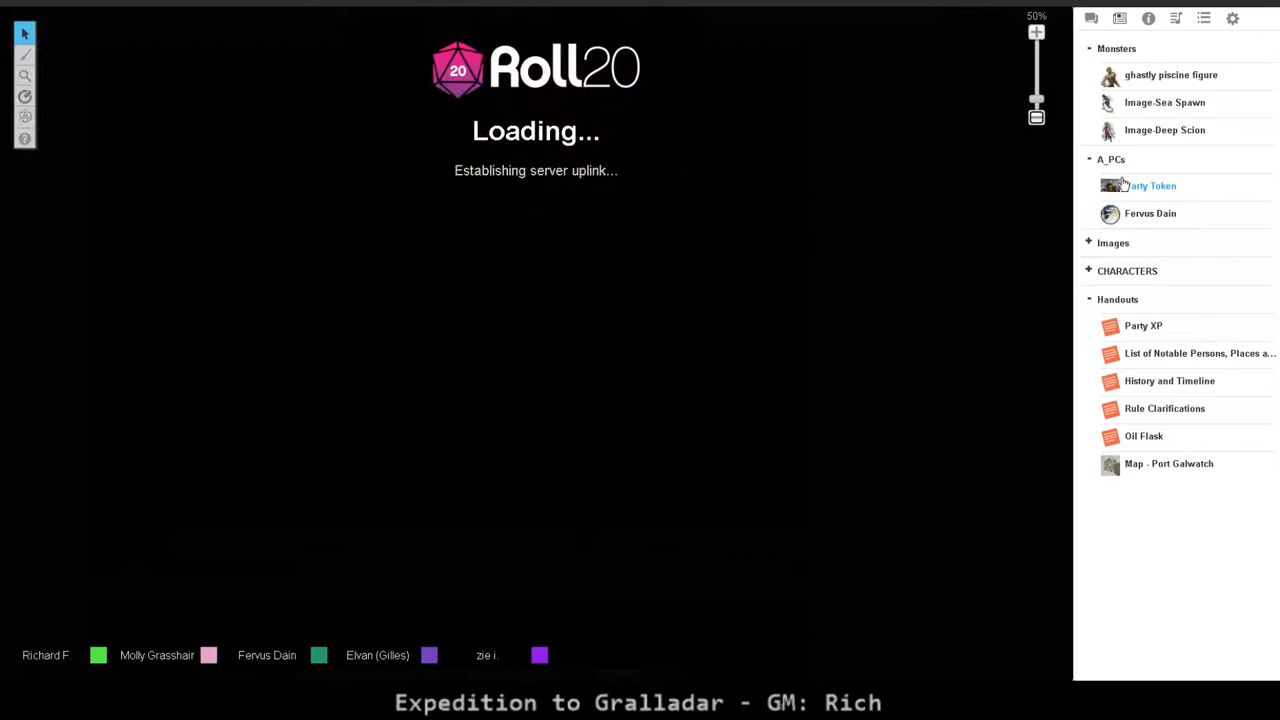 50%
20
Roll20
Loading...
Establishing server uplink...
Monsters
ghastly piscine figure
Image-Sea Spawn
Image-Deep Scion
A_PCs
arty Token
Fervus Dain
Images
CHARACTERS
Handouts
Party XP
List of Notable Persons, Places a...
History and Timeline
Rule Clarifications
Oil Flask
Map - Port Galwatch
Richard F.
Molly Grasshair
Fervus Dain
Elvan (Gilles)
zie i.
Expedition to Gralladar - GM: Rich